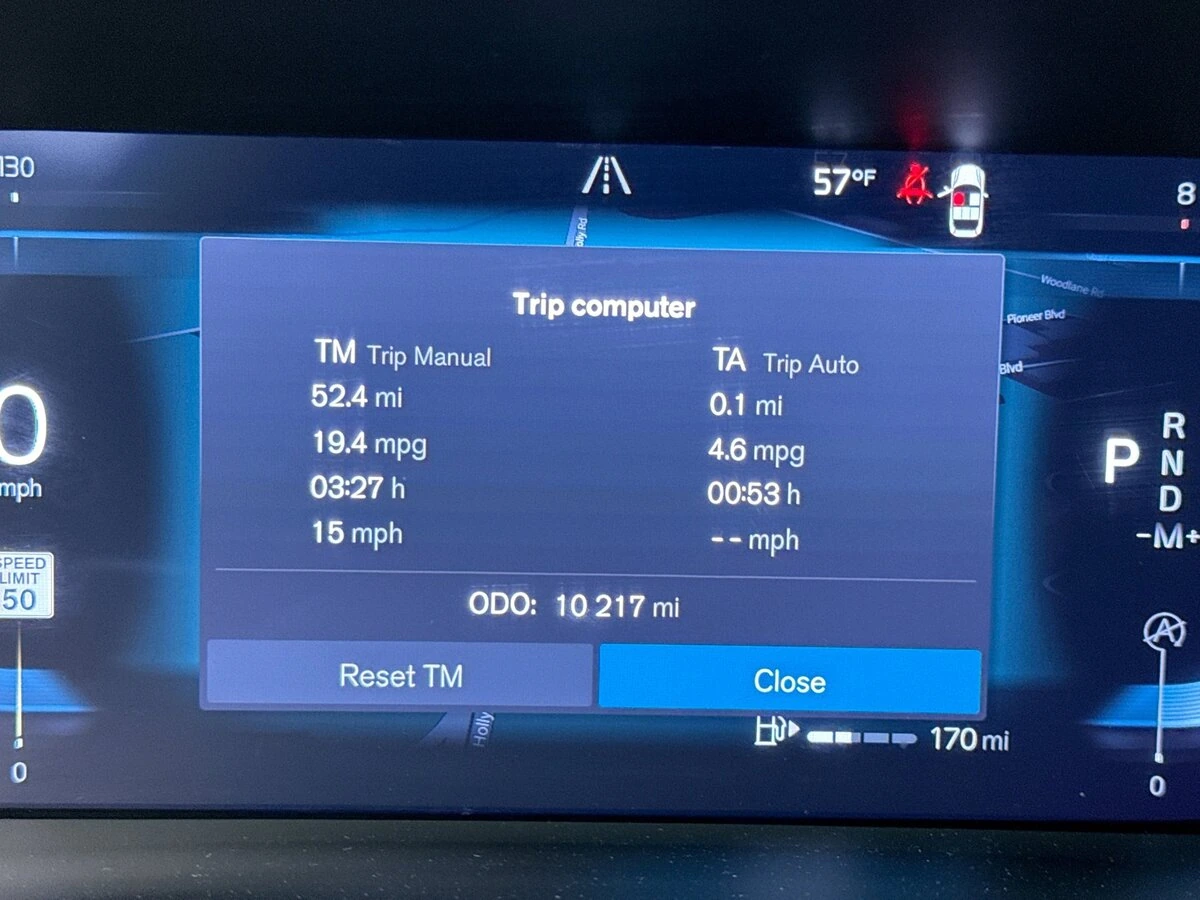 130
57°F
8
Holly Rd
Woodlane Rd
Pioneer Blvd
Blvd
Trip computer
TM Trip Manual
52.4 mi
19.4 mpg
03:27 h
15 mph
TA Trip Auto
0.1 mi
4.6 mpg
00:53 h
-- mph
ODO: 10 217 mi
Reset TM
Close
0
mph
SPEED
LIMIT
50
0
P
R
N
D
-M+
A
0
Holly
170 mi